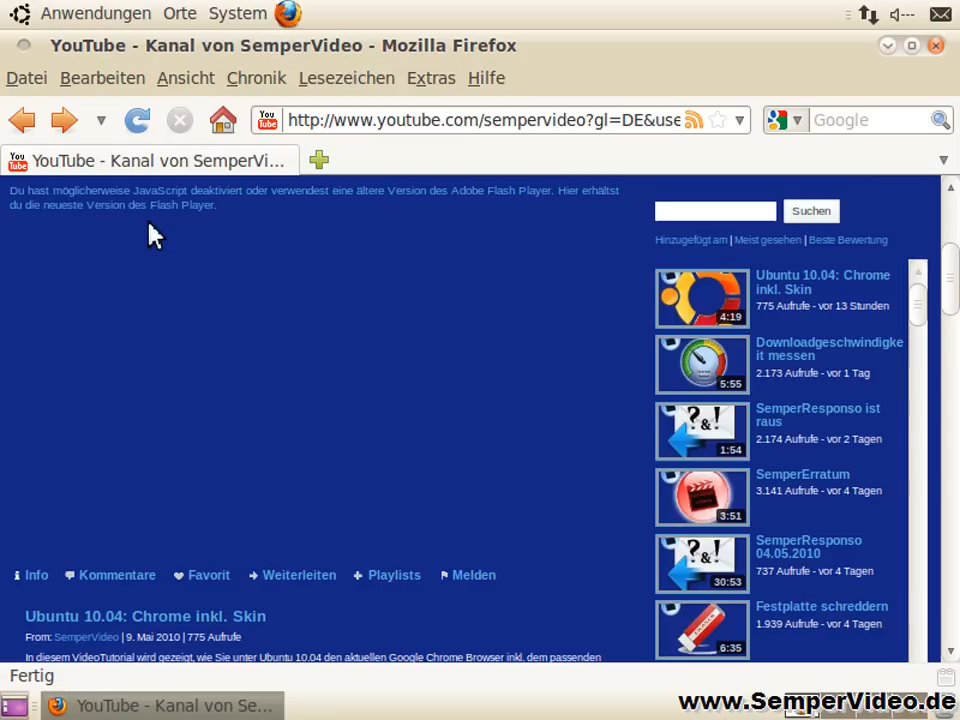 Anwendungen Orte System
YouTube - Kanal von SemperVideo - Mozilla Firefox
Datei Bearbeiten Ansicht Chronik Lesezeichen Extras Hilfe
You Tube http://www.youtube.com/sempervideo?gl=DE&use Google
You Tube YouTube - Kanal von SemperVi...
Du hast möglicherweise JavaScript deaktiviert oder verwendest eine ältere Version des Adobe Flash Player. Hier erhältst
du die neueste Version des Flash Player.
Suchen
Hinzugefügt am | Meist gesehen | Beste Bewertung
Ubuntu 10.04: Chrome
inkl. Skin
775 Aufrufe - vor 13 Stunden
4:19
Downloadgeschwindigke
it messen
2.173 Aufrufe - vor 1 Tag
5:55
SemperResponso ist
raus
2.174 Aufrufe - vor 2 Tagen
?&!
1:54
SemperErratum
3.141 Aufrufe - vor 4 Tagen
3:51
SemperResponso
04.05.2010
737 Aufrufe - vor 4 Tagen
?&!
30:53
Festplatte schreddern
1.939 Aufrufe - vor 4 Tagen
6:35
Info Kommentare Favorit Weiterleiten Playlists Melden
Ubuntu 10.04: Chrome inkl. Skin
From: SemperVideo | 9. Mai 2010 | 775 Aufrufe
In diesem VideoTutorial wird gezeigt, wie Sie unter Ubuntu 10.04 den aktuellen Google Chrome Browser inkl. dem passenden
Fertig
YouTube - Kanal von Se...
www.SemperVideo.de